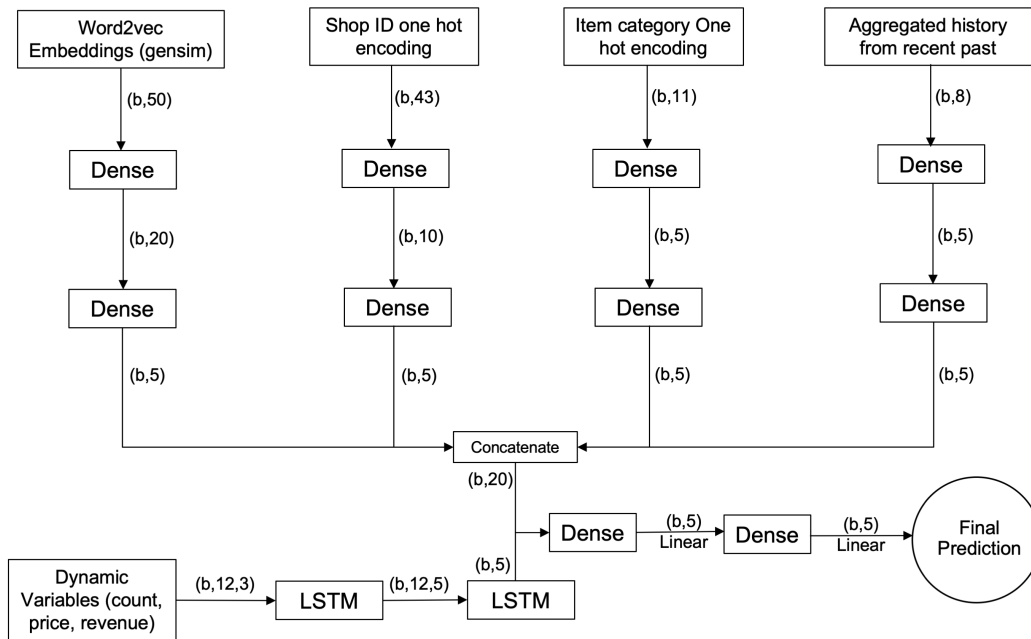 Word2vec
Embeddings (gensim)
Shop ID one hot
encoding
Item category One
hot encoding
Aggregated history
from recent past
(b,50)
(b,43)
(b,11)
(b,8)
Dense
Dense
Dense
Dense
(b,20)
(b,10)
(b,5)
(b,5)
Dense
Dense
Dense
Dense
(b,5)
(b,5)
(b,5)
(b,5)
Concatenate
(b,20)
Dense
(b,5)
Linear
Dense
(b,5)
Linear
Final
Prediction
(b,5)
Dynamic
Variables (count,
price, revenue)
(b,12,3)
LSTM
(b,12,5)
LSTM